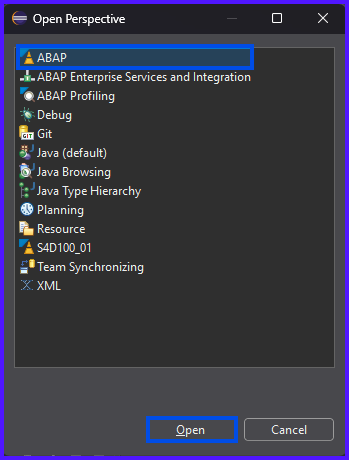 Open Perspective
ABAP
ABAP Enterprise Services and Integration
ABAP Profiling
Debug
GIT Git
Java (default)
Java Browsing
Java Type Hierarchy
Planning
Resource
S4D100_01
Team Synchronizing
XML
Open Cancel